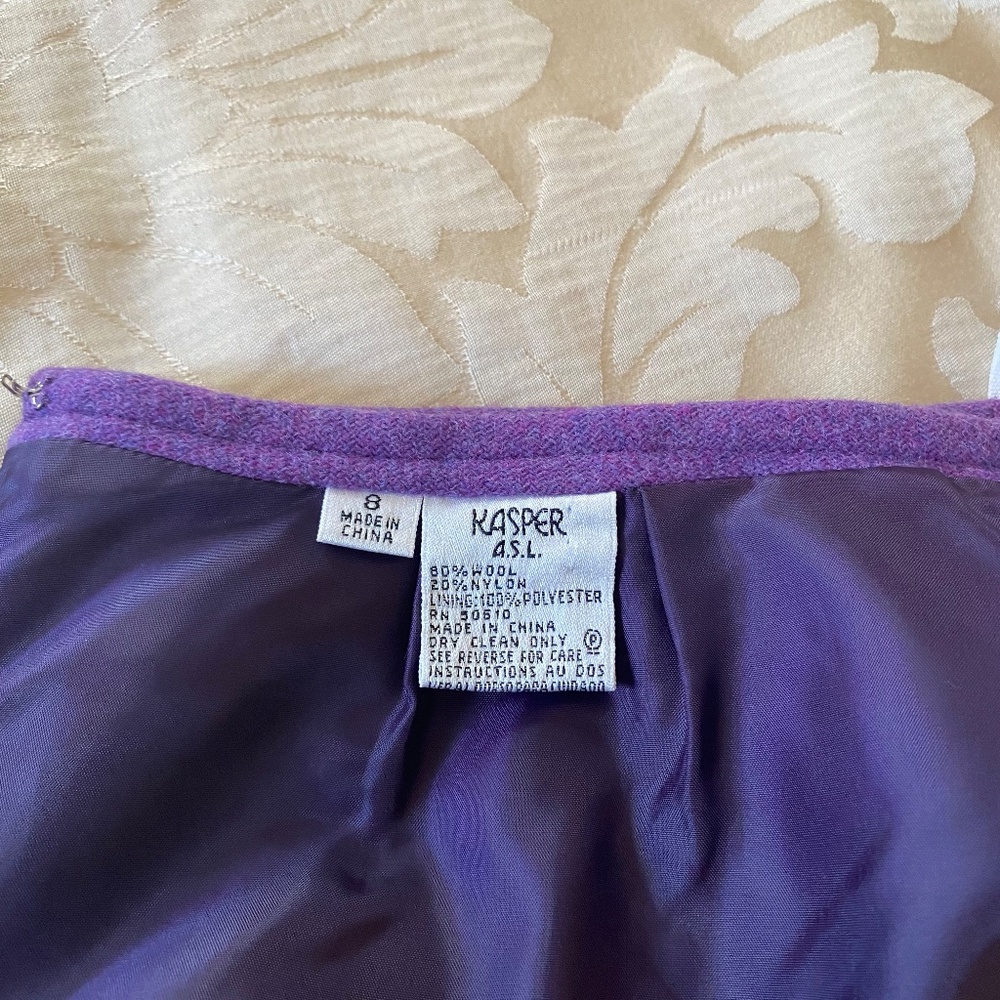 8
MADE IN
CHINA
KASPER
A.S.L.
80% WOOL
20% NYLON
LINING:100% POLYESTER
RN 50610
MADE IN CHINA
DRY CLEAN ONLY P
SEE REVERSE FOR CARE
INSTRUCTIONS AU DOS